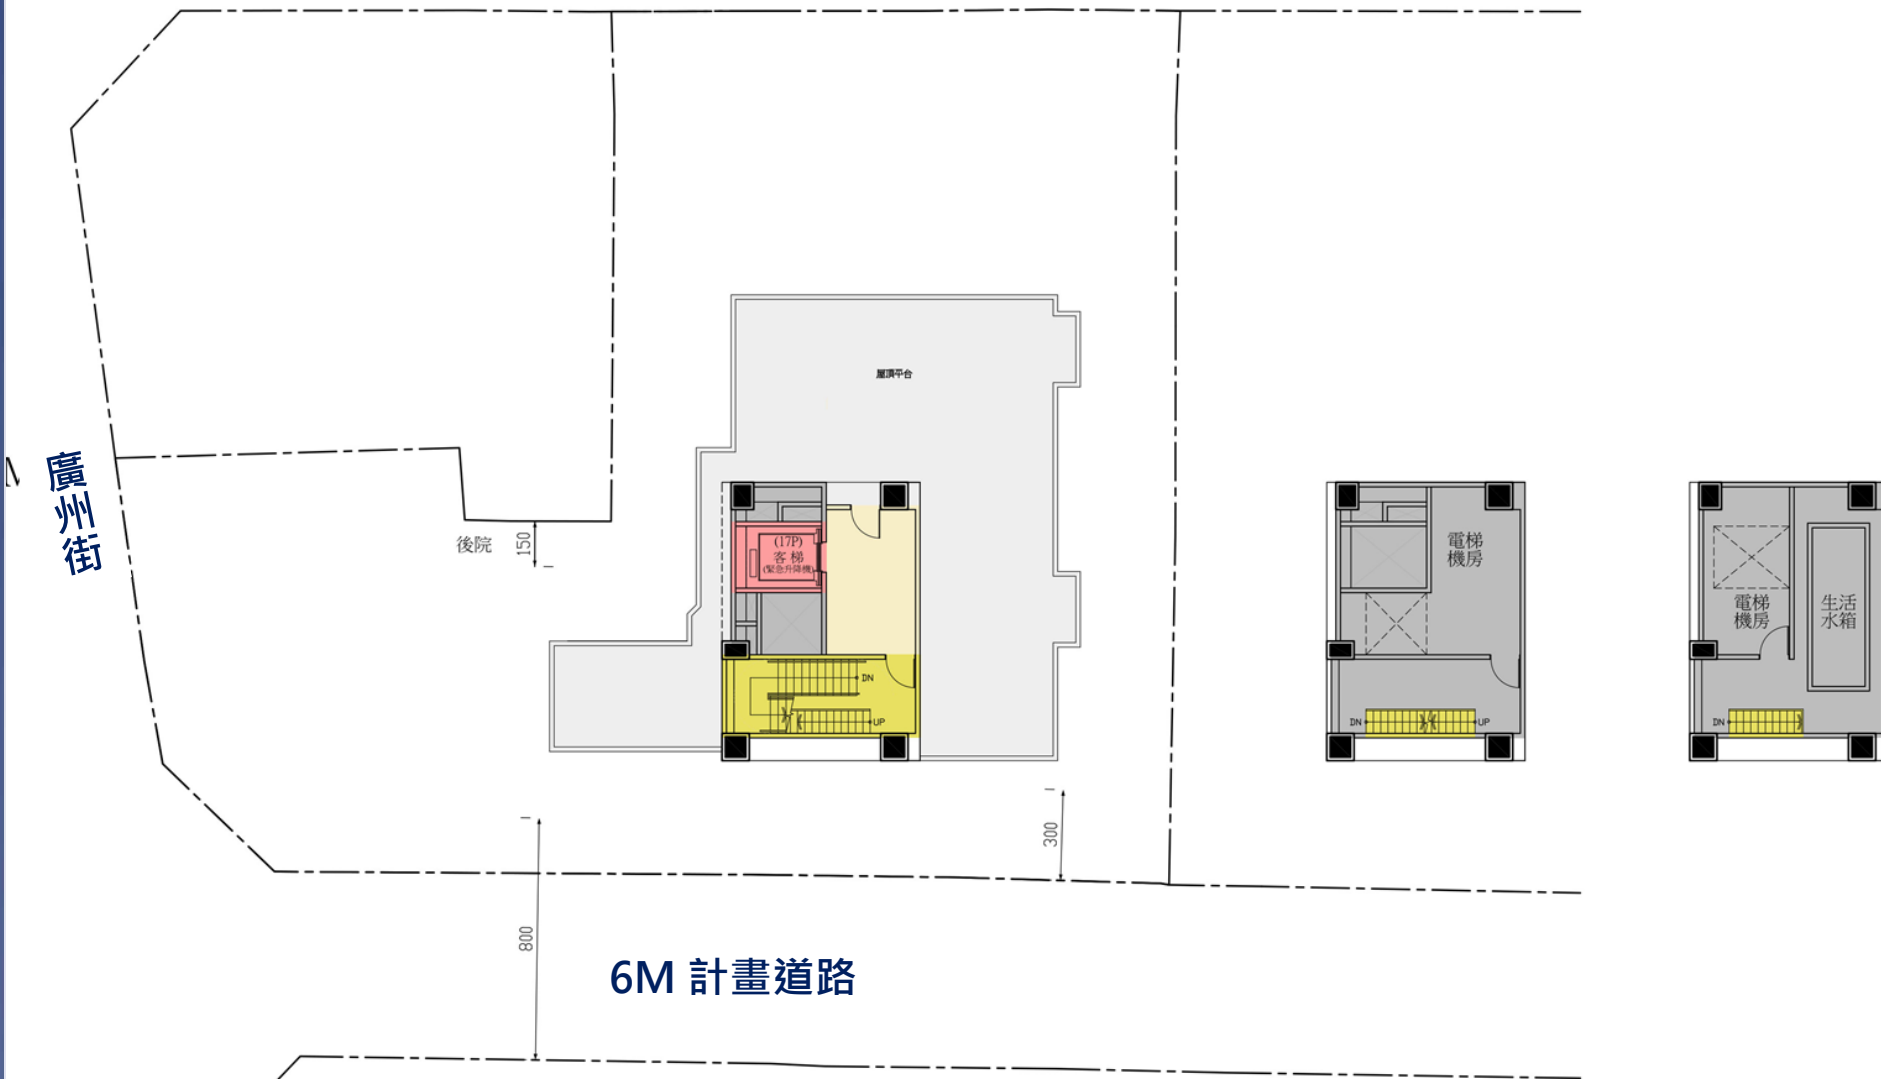 屋頂平台
廣州街
後院
150
(17P)
客梯
(緊急升降機)
DN
UP
電梯
機房
DN
UP
電梯
機房
生活
水箱
DN
300
800
6M 計畫道路